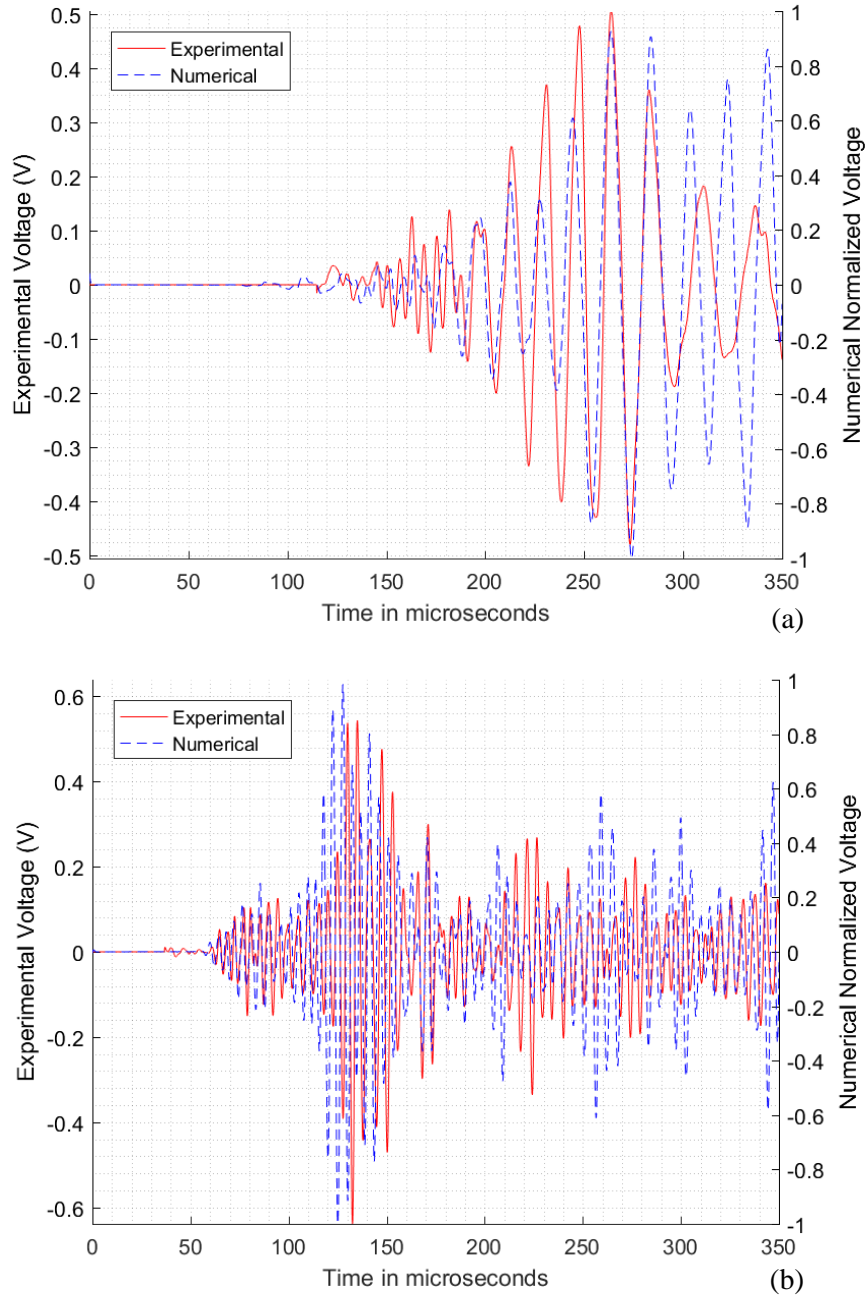 0.5
0.4
0.3
0.2
0.1
0
-0.1
-0.2
-0.3
-0.4
-0.5
Experimental Voltage (V)
Experimental
Numerical
1
0.8
0.6
0.4
0.2
0
-0.2
-0.4
-0.6
-0.8
-1
Numerical Normalized Voltage
0 50 100 150 200 250 300 350
Time in microseconds
(a)
0.6
0.4
0.2
0
-0.2
-0.4
-0.6
Experimental Voltage (V)
Experimental
Numerical
1
0.8
0.6
0.4
0.2
0
-0.2
-0.4
-0.6
-0.8
-1
Numerical Normalized Voltage
0 50 100 150 200 250 300 350
Time in microseconds
(b)